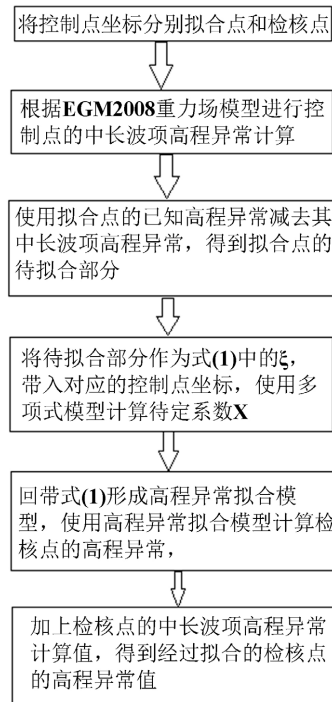 将控制点坐标分别拟合点和检核点
根据EGM2008重力场模型进行控
制点的中长波项高程异常计算
使用拟合点的已知高程异常减去其
中长波项高程异常，得到拟合点的
待拟合部分
将待拟合部分作为式(1)中的ξ，
带入对应的控制点坐标，使用多
项式模型计算待定系数X
回带式(1)形成高程异常拟合模
型，使用高程异常拟合模型计算检
核点的高程异常，
加上检核点的中长波项高程异常
计算值，得到经过拟合的检核点
的高程异常值